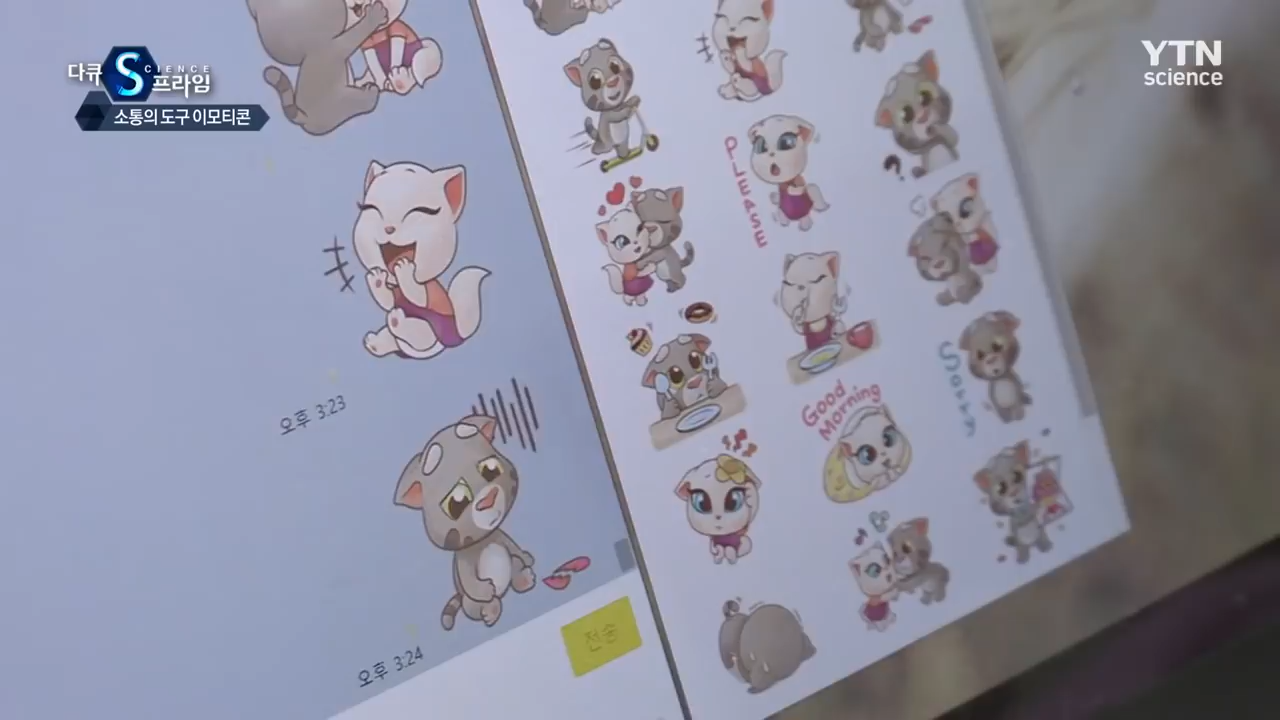 다큐 S 프라임
SCIENCE
소통의 도구 이모티콘
YTN
science
오후 3:23
오후 3:24
전송
PLEASE
Good
Morning
Sorry
?